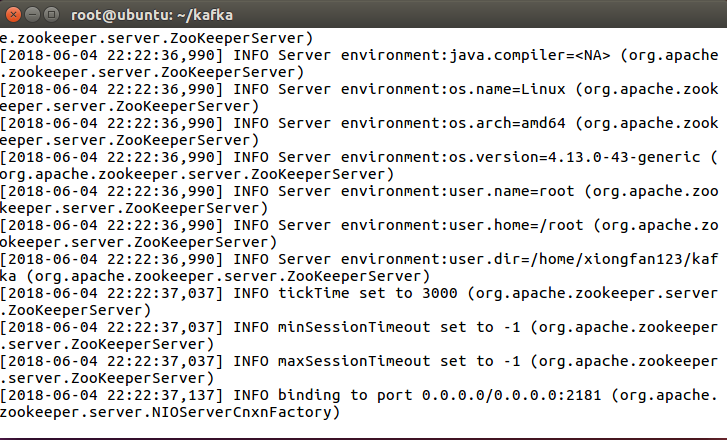 root@ubuntu: ~/kafka
e.zookeeper.server.ZooKeeperServer)
[2018-06-04 22:22:36,990] INFO Server environment:java.compiler=<NA> (org.apache
.zookeeper.server.ZooKeeperServer)
[2018-06-04 22:22:36,990] INFO Server environment:os.name=Linux (org.apache.zook
eeper.server.ZooKeeperServer)
[2018-06-04 22:22:36,990] INFO Server environment:os.arch=amd64 (org.apache.zook
eeper.server.ZooKeeperServer)
[2018-06-04 22:22:36,990] INFO Server environment:os.version=4.13.0-43-generic (
org.apache.zookeeper.server.ZooKeeperServer)
[2018-06-04 22:22:36,990] INFO Server environment:user.name=root (org.apache.zoo
keeper.server.ZooKeeperServer)
[2018-06-04 22:22:36,990] INFO Server environment:user.home=/root (org.apache.zo
okeeper.server.ZooKeeperServer)
[2018-06-04 22:22:36,990] INFO Server environment:user.dir=/home/xiongfan123/kaf
ka (org.apache.zookeeper.server.ZooKeeperServer)
[2018-06-04 22:22:37,037] INFO tickTime set to 3000 (org.apache.zookeeper.server
.ZooKeeperServer)
[2018-06-04 22:22:37,037] INFO minSessionTimeout set to -1 (org.apache.zookeeper
.server.ZooKeeperServer)
[2018-06-04 22:22:37,037] INFO maxSessionTimeout set to -1 (org.apache.zookeeper
.server.ZooKeeperServer)
[2018-06-04 22:22:37,137] INFO binding to port 0.0.0.0/0.0.0.0:2181 (org.apache.
zookeeper.server.NIOServerCnxnFactory)